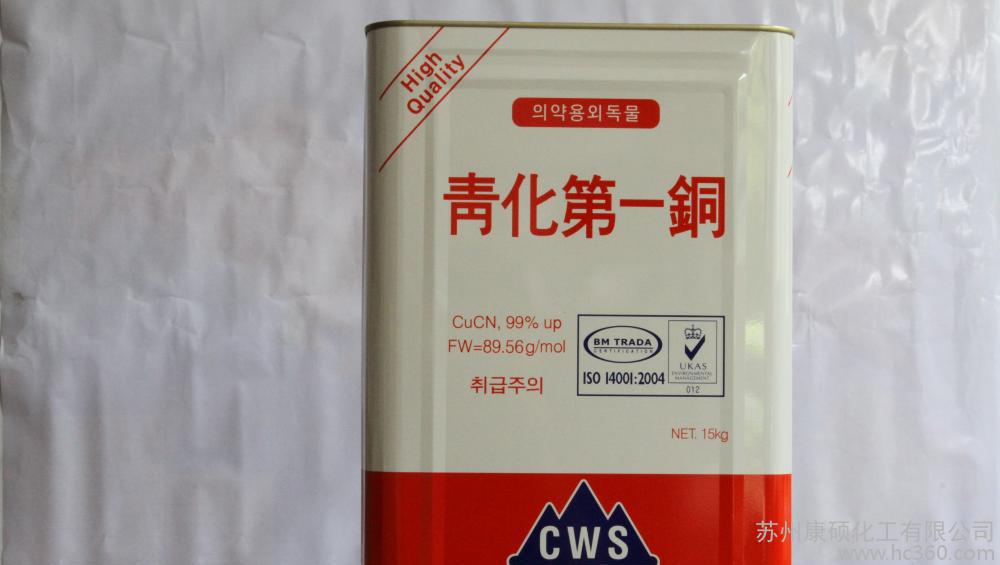 High
Quality
의약용외독물
靑化第一銅
CuCN, 99% up
FW=89.56g/mol
취급주의
BM TRADA
CERTIFICATION
ISO 14001:2004
UKAS
ENVIRONMENTAL
MANAGEMENT
012
NET. 15kg
CWS
苏州康硕化工有限公司
www.hc360.com